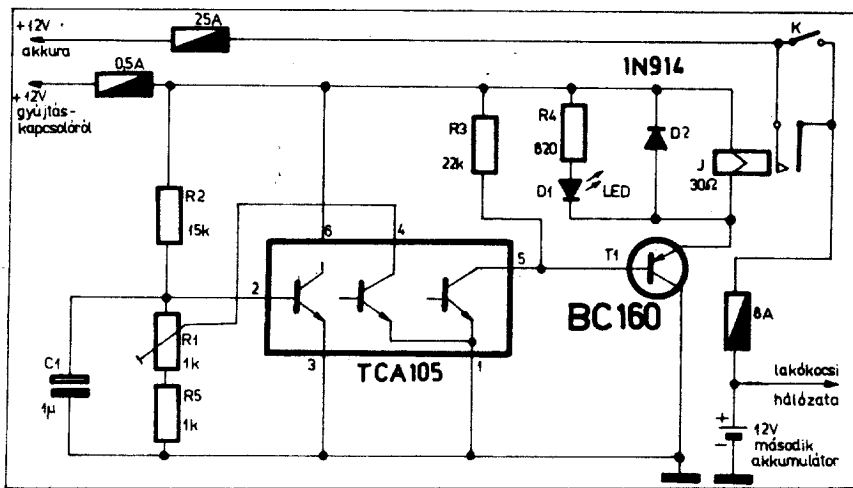 25A
+12V
akkura
K
0,5A
1N914
+12V
gyújtás-
kapcsolóról
R3
22k
R4
820
D2
J
30Ω
D1
LED
R2
15k
6
4
5
T1
2
BC160
8A
R1
1k
C1
1µ
3
TCA105
1
R5
1k
lakókocsi
hálózata
+
-
12V
második
akkumulátor